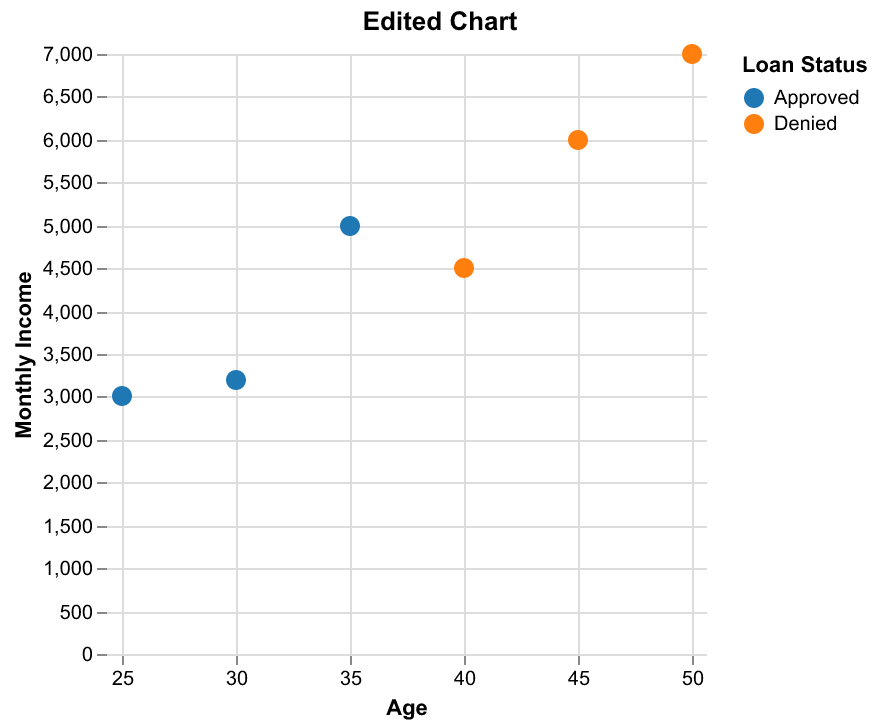 Edited Chart
7,000
6,500
6,000
5,500
5,000
4,500
4,000
3,500
3,000
2,500
2,000
1,500
1,000
500
0
Monthly Income
25 30 35 40 45 50
Age
Loan Status
Approved
Denied